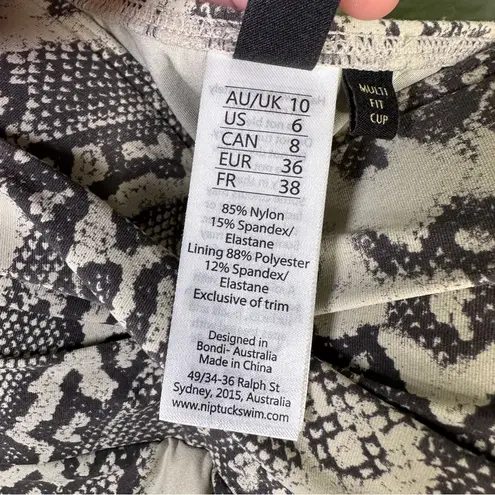 AU/UK 10
US 6
CAN 8
EUR 36
FR 38
85% Nylon
15% Spandex/
Elastane
Lining 88% Polyester
12% Spandex/
Elastane
Exclusive of trim
Designed in
Bondi- Australia
Made in China
49/34-36 Ralph St
Sydney, 2015, Australia
www.niptuckswim.com
MULTI
FIT
CUP